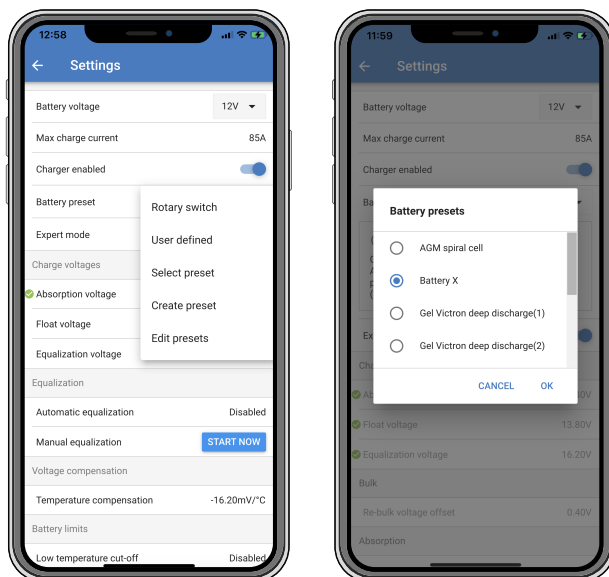 12:58
Settings
Battery voltage 12V
Max charge current 85A
Charger enabled
Battery preset
Expert mode
Rotary switch
User defined
Select preset
Create preset
Edit presets
Charge voltages
Absorption voltage
Float voltage
Equalization voltage
Equalization
Automatic equalization Disabled
Manual equalization START NOW
Voltage compensation
Temperature compensation -16.20mV/°C
Battery limits
Low temperature cut-off Disabled
11:59
Settings
Battery voltage 12V
Max charge current 85A
Charger enabled
Ba
Battery presets
AGM spiral cell
Battery X
Gel Victron deep discharge(1)
Gel Victron deep discharge(2)
CANCEL OK
Ex
Cha
Ab 0V
Float voltage 13.80V
Equalization voltage 16.20V
Bulk
Re-bulk voltage offset 0.40V
Absorption